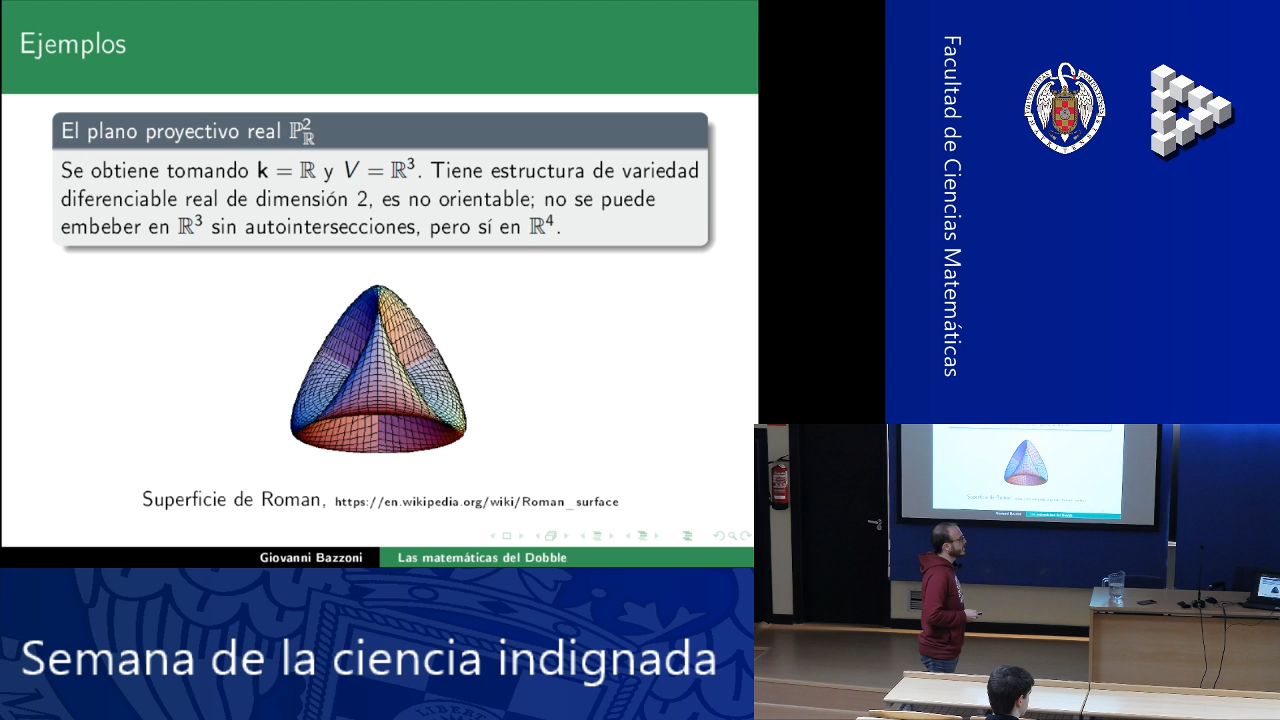 Ejemplos
El plano proyectivo real ℙ²_ℝ
Se obtiene tomando k = ℝ y V = ℝ³. Tiene estructura de variedad
diferenciable real de dimensión 2, es no orientable; no se puede
embeber en ℝ³ sin autointersecciones, pero sí en ℝ⁴.
Superficie de Roman, https://en.wikipedia.org/wiki/Roman_surface
Giovanni Bazzoni
Las matemáticas del Dobble
Semana de la ciencia indignada
Facultad de Ciencias Matemáticas